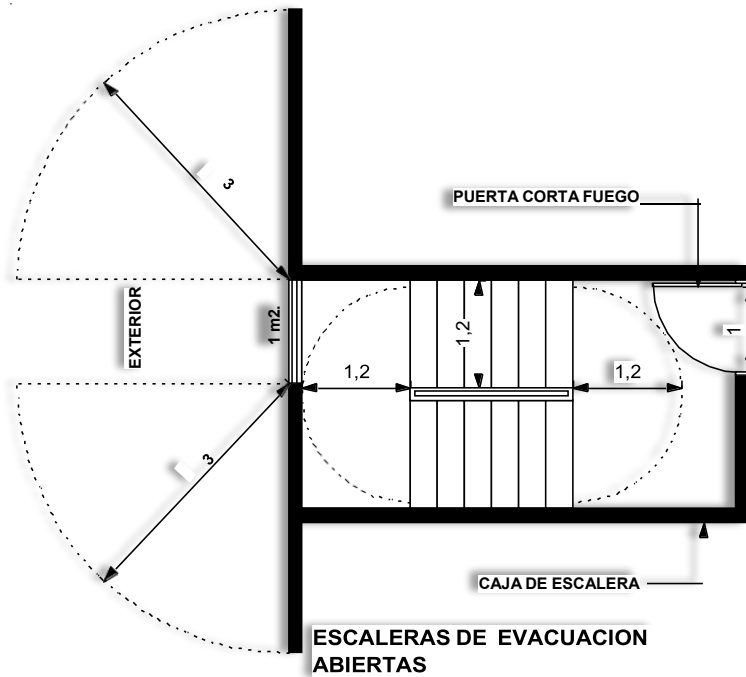 3
PUERTA CORTA FUEGO
EXTERIOR
1 m2.
1,2
1
1,2
1,2
3
CAJA DE ESCALERA
ESCALERAS DE EVACUACION
ABIERTAS